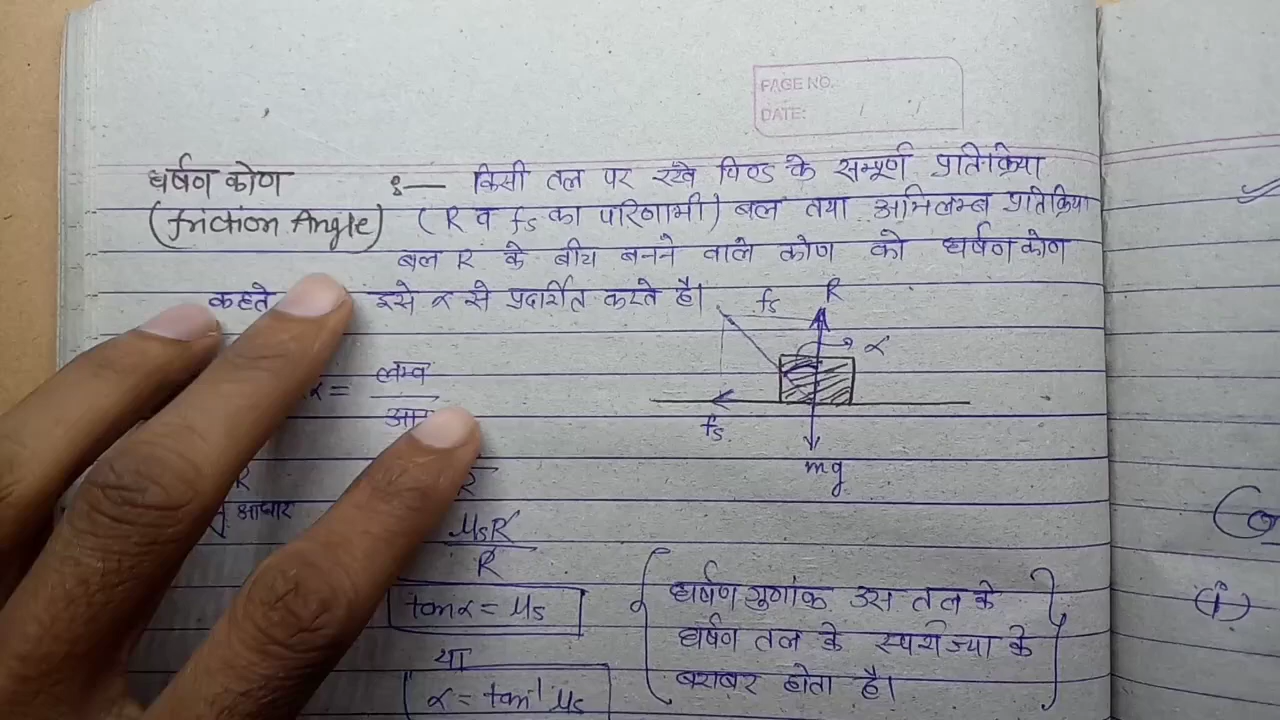 PAGE NO.
DATE: / /
घर्षण कोण :— किसी तल पर रखे पिण्ड के सम्पूर्ण प्रतिक्रिया
(friction Angle) (R व fs का परिणामी) बल तथा अभिलम्ब प्रतिक्रिया
बल R के बीच बनने वाले कोण को घर्षण कोण
कहते इसे α से प्रदर्शित करते है।
fs R
α
α = लम्ब
fs
mg
R
आधार
μsR
R
tanα = μs
या
α = tan⁻¹ μs
{ घर्षण गुणांक उस तल के
घर्षण तल के स्पर्शज्या के
बराबर होता है। }
(i)